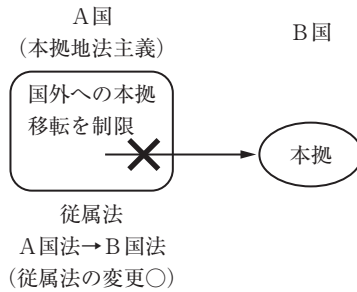 A国
(本拠地法主義)
B国
国外への本拠
移転を制限
本拠
従属法
A国法→B国法
(従属法の変更○)